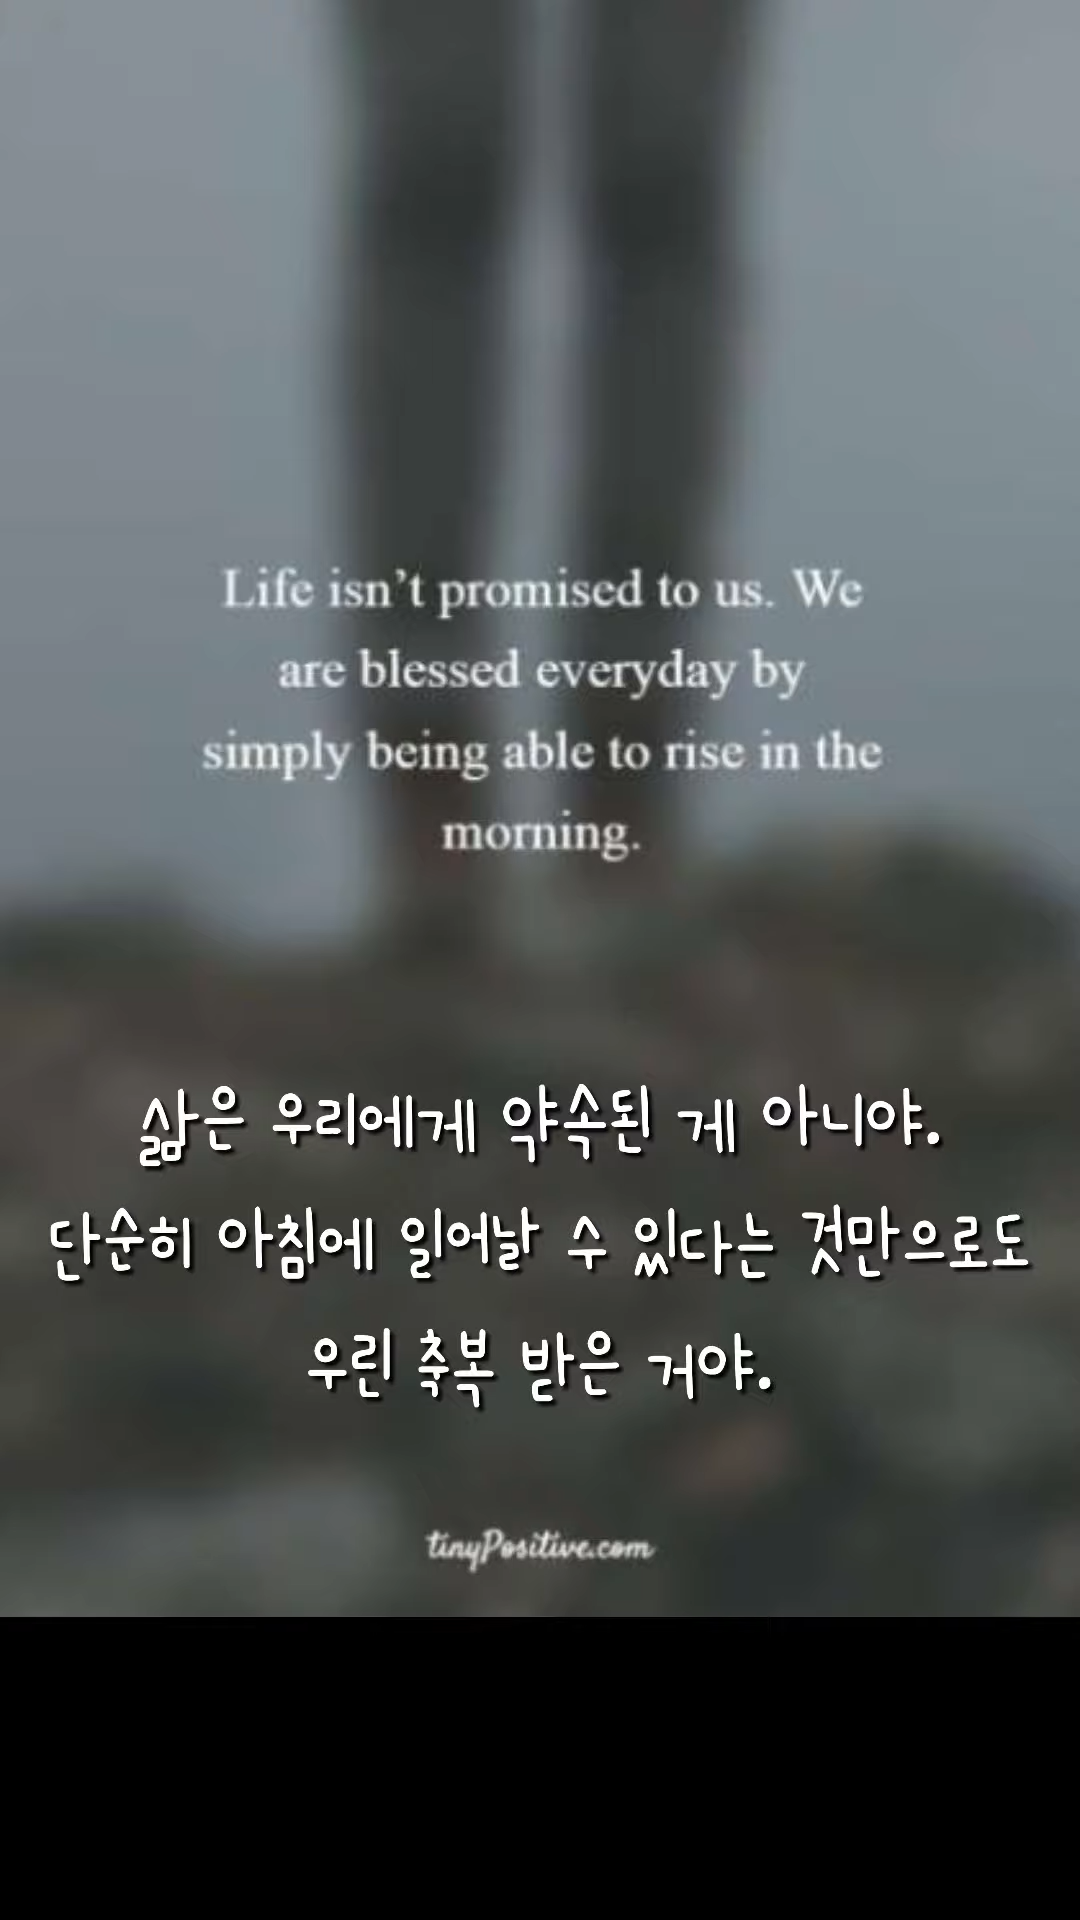 Life isn’t promised to us. We
are blessed everyday by
simply being able to rise in the
morning.
삶은 우리에게 약속된 게 아니야.
단순히 아침에 일어날 수 있다는 것만으로도
우린 축복 받은 거야.
tinyPositive.com